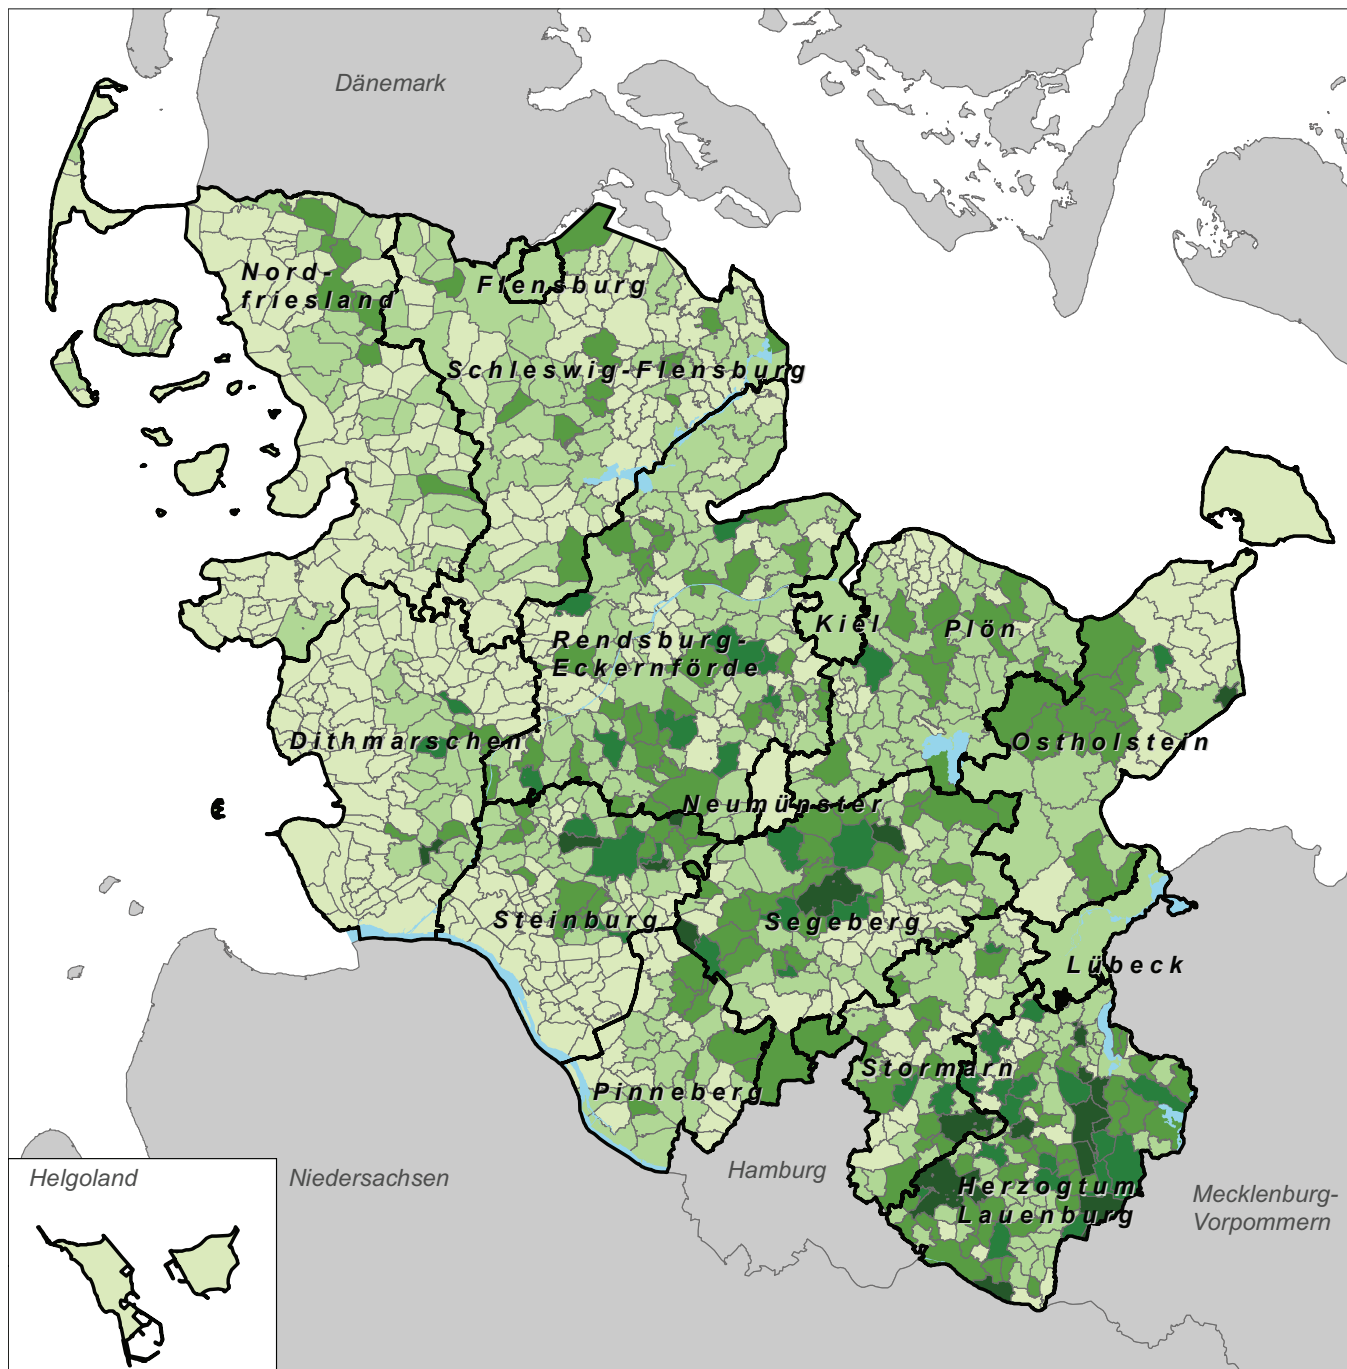 Dänemark
Nord-
friesland
Flensburg
Schleswig-Flensburg
Kiel
Plön
Rendsburg-
Eckernförde
Dithmarschen
Ostholstein
Neumünster
Steinburg
Segeberg
Lübeck
Stormarn
Pinneberg
Helgoland
Niedersachsen
Hamburg
Herzogtum
Lauenburg
Mecklenburg-
Vorpommern